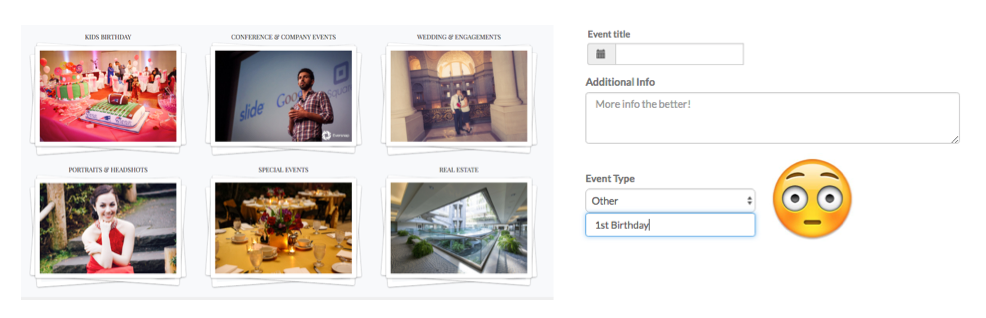 KIDS BIRTHDAY
CONFERENCE & COMPANY EVENTS
WEDDING & ENGAGEMENTS
slide
Goo
Square
PORTRAITS & HEADSHOTS
SPECIAL EVENTS
REAL ESTATE
Event title
Additional Info
More info the better!
Event Type
Other
1st Birthday